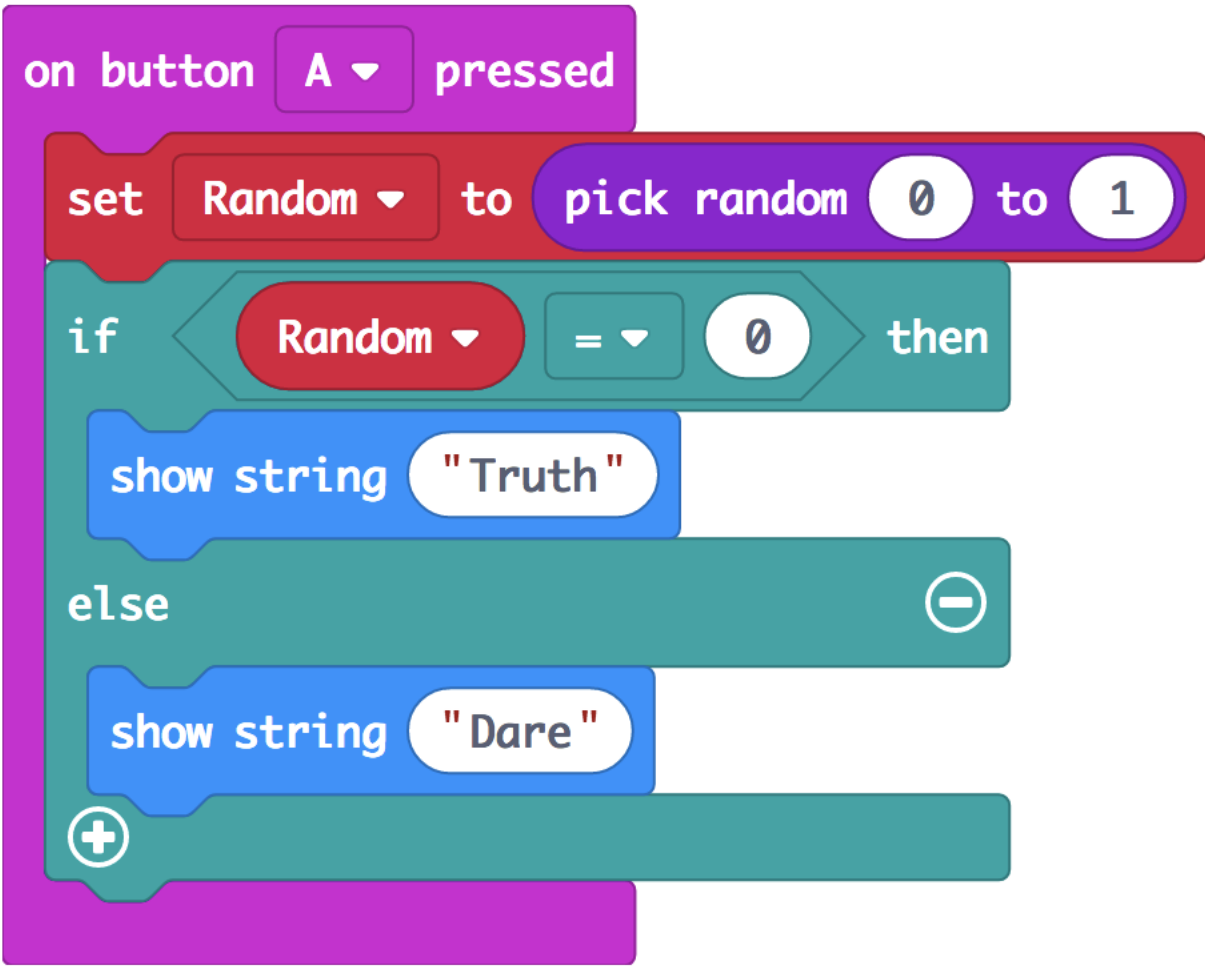 on button A pressed
set Random to pick random 0 to 1
if Random = 0 then
show string "Truth"
else
show string "Dare"